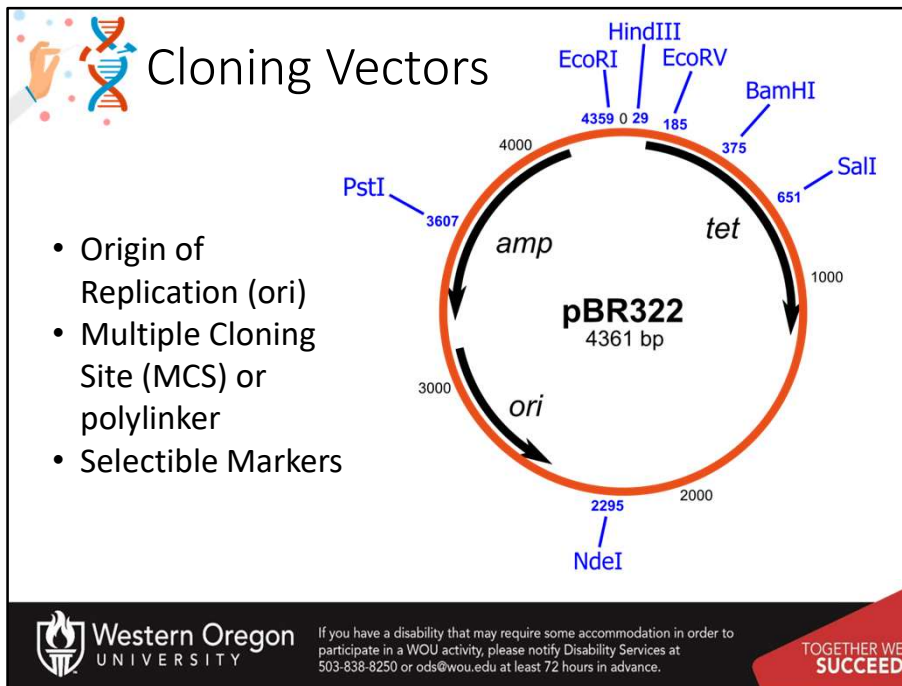 Cloning Vectors
• Origin of
Replication (ori)
• Multiple Cloning
Site (MCS) or
polylinker
• Selectible Markers
HindIII
EcoRI
EcoRV
BamHI
SalI
PstI
NdeI
4359
0
29
185
375
651
1000
2000
2295
3000
3607
4000
amp
tet
ori
pBR322
4361 bp
Western Oregon
UNIVERSITY
If you have a disability that may require some accommodation in order to
participate in a WOU activity, please notify Disability Services at
503-838-8250 or ods@wou.edu at least 72 hours in advance.
TOGETHER WE
SUCCEED